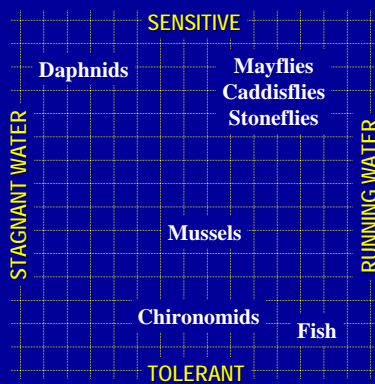 SENSITIVE
Daphnids
Mayflies
Caddisflies
Stoneflies
STAGNANT WATER
RUNNING WATER
Mussels
Chironomids
Fish
TOLERANT